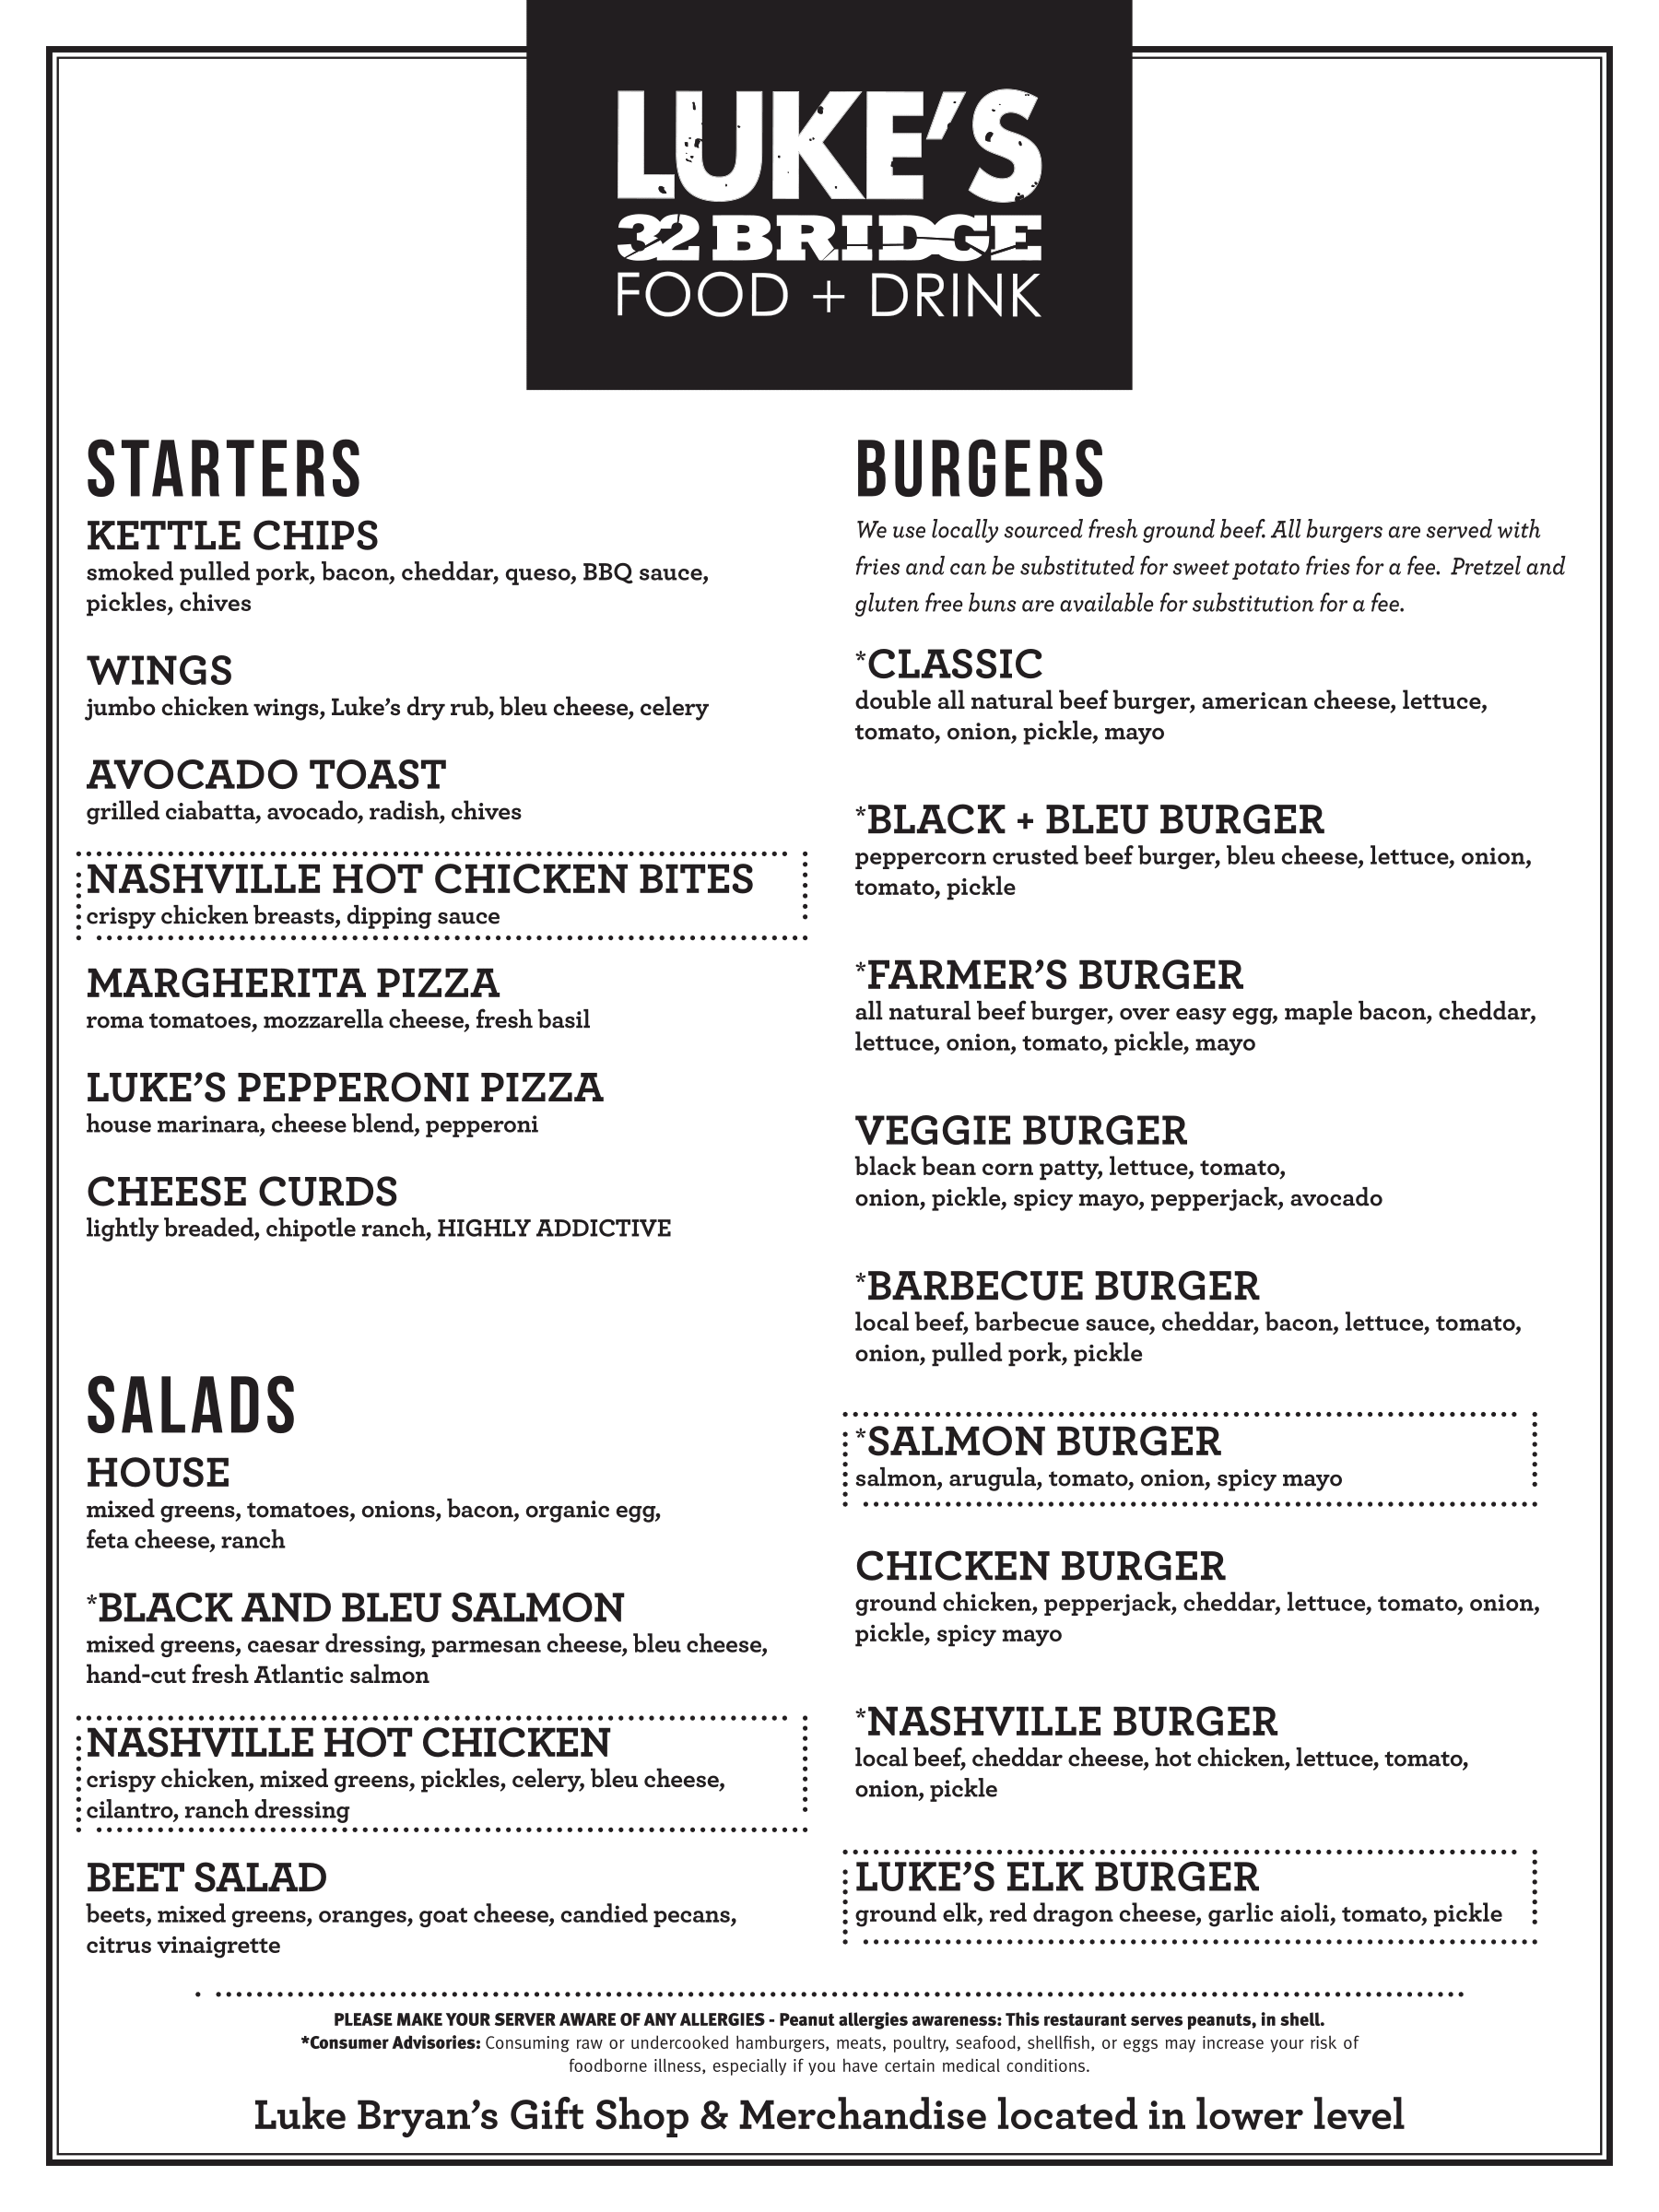 LUKE'S
32 BRIDGE
FOOD + DRINK
STARTERS
KETTLE CHIPS
smoked pulled pork, bacon, cheddar, queso, BBQ sauce,
pickles, chives
WINGS
jumbo chicken wings, Luke's dry rub, bleu cheese, celery
AVOCADO TOAST
grilled ciabatta, avocado, radish, chives
NASHVILLE HOT CHICKEN BITES
crispy chicken breasts, dipping sauce
MARGHERITA PIZZA
roma tomatoes, mozzarella cheese, fresh basil
LUKE'S PEPPERONI PIZZA
house marinara, cheese blend, pepperoni
CHEESE CURDS
lightly breaded, chipotle ranch, HIGHLY ADDICTIVE
SALADS
HOUSE
mixed greens, tomatoes, onions, bacon, organic egg,
feta cheese, ranch
*BLACK AND BLEU SALMON
mixed greens, caesar dressing, parmesan cheese, bleu cheese,
hand-cut fresh Atlantic salmon
NASHVILLE HOT CHICKEN
crispy chicken, mixed greens, pickles, celery, bleu cheese,
cilantro, ranch dressing
BEET SALAD
beets, mixed greens, oranges, goat cheese, candied pecans,
citrus vinaigrette
BURGERS
We use locally sourced fresh ground beef. All burgers are served with
fries and can be substituted for sweet potato fries for a fee. Pretzel and
gluten free buns are available for substitution for a fee.
*CLASSIC
double all natural beef burger, american cheese, lettuce,
tomato, onion, pickle, mayo
*BLACK + BLEU BURGER
peppercorn crusted beef burger, bleu cheese, lettuce, onion,
tomato, pickle
*FARMER'S BURGER
all natural beef burger, over easy egg, maple bacon, cheddar,
lettuce, onion, tomato, pickle, mayo
VEGGIE BURGER
black bean corn patty, lettuce, tomato,
onion, pickle, spicy mayo, pepperjack, avocado
*BARBECUE BURGER
local beef, barbecue sauce, cheddar, bacon, lettuce, tomato,
onion, pulled pork, pickle
*SALMON BURGER
salmon, arugula, tomato, onion, spicy mayo
CHICKEN BURGER
ground chicken, pepperjack, cheddar, lettuce, tomato, onion,
pickle, spicy mayo
*NASHVILLE BURGER
local beef, cheddar cheese, hot chicken, lettuce, tomato,
onion, pickle
LUKE'S ELK BURGER
ground elk, red dragon cheese, garlic aioli, tomato, pickle
PLEASE MAKE YOUR SERVER AWARE OF ANY ALLERGIES - Peanut allergies awareness: This restaurant serves peanuts, in shell.
*Consumer Advisories: Consuming raw or undercooked hamburgers, meats, poultry, seafood, shellfish, or eggs may increase your risk of
foodborne illness, especially if you have certain medical conditions.
Luke Bryan's Gift Shop & Merchandise located in lower level